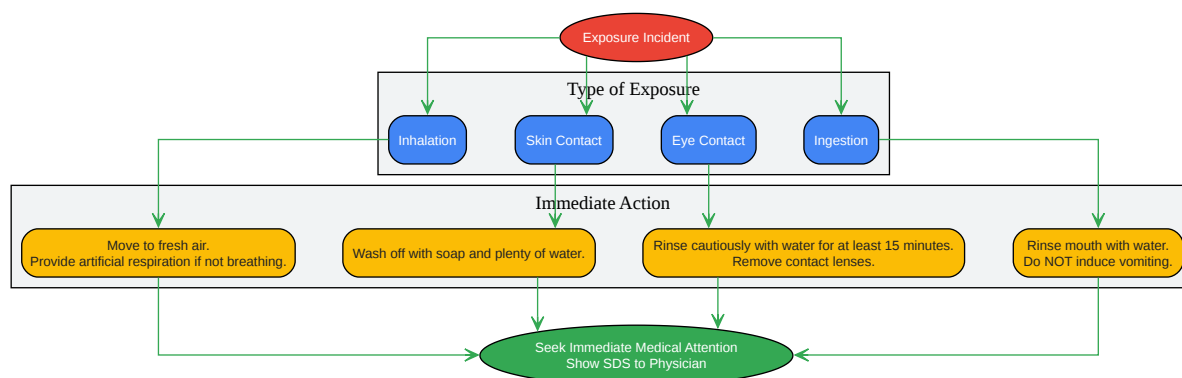 Exposure Incident
Type of Exposure
Inhalation
Skin Contact
Eye Contact
Ingestion
Immediate Action
Move to fresh air.
Provide artificial respiration if not breathing.
Wash off with soap and plenty of water.
Rinse cautiously with water for at least 15 minutes.
Remove contact lenses.
Rinse mouth with water.
Do NOT induce vomiting.
Seek Immediate Medical Attention
Show SDS to Physician